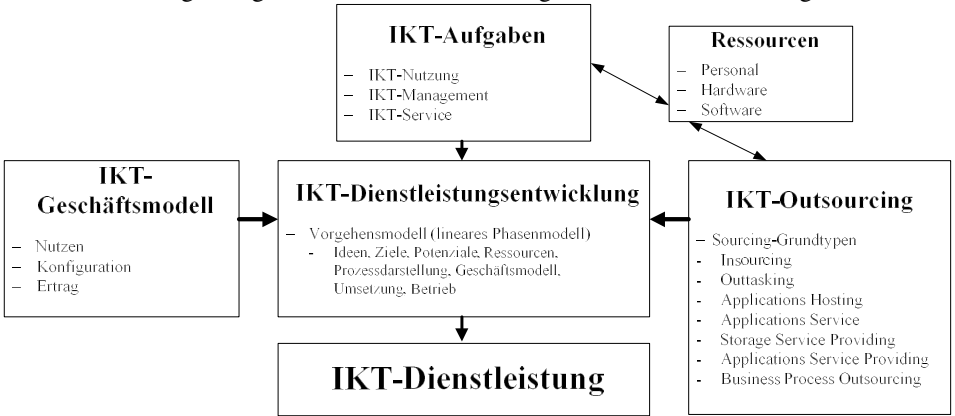 IKT-Aufgaben
– IKT-Nutzung
– IKT-Management
– IKT-Service
Ressourcen
– Personal
– Hardware
– Software
IKT-
Geschäftsmodell
– Nutzen
– Konfiguration
– Ertrag
IKT-Dienstleistungsentwicklung
– Vorgehensmodell (lineares Phasenmodell)
- Ideen, Ziele, Potenziale, Ressourcen,
Prozessdarstellung, Geschäftsmodell,
Umsetzung, Betrieb
IKT-Outsourcing
– Sourcing-Grundtypen
- Insourcing
- Outtasking
- Applications Hosting
- Applications Service
- Storage Service Providing
- Applications Service Providing
- Business Process Outsourcing
IKT-Dienstleistung